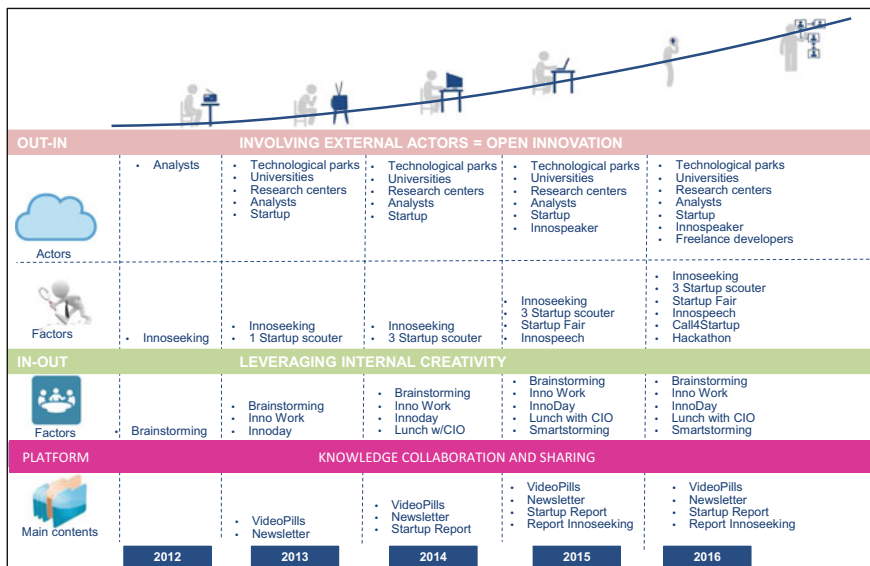 OUT-IN
INVOLVING EXTERNAL ACTORS = OPEN INNOVATION
Actors
• Analysts
• Technological parks
• Universities
• Research centers
• Analysts
• Startup
• Technological parks
• Universities
• Research centers
• Analysts
• Startup
• Technological parks
• Universities
• Research centers
• Analysts
• Startup
• Innospeaker
• Technological parks
• Universities
• Research centers
• Analysts
• Startup
• Innospeaker
• Freelance developers
Factors
• Innoseeking
• Innoseeking
• 1 Startup scouter
• Innoseeking
• 3 Startup scouter
• Innoseeking
• 3 Startup scouter
• Startup Fair
• Innospeech
• Innoseeking
• 3 Startup scouter
• Startup Fair
• Innospeech
• Call4Startup
• Hackathon
IN-OUT
LEVERAGING INTERNAL CREATIVITY
Factors
• Brainstorming
• Brainstorming
• Inno Work
• Innoday
• Brainstorming
• Inno Work
• Innoday
• Lunch w/CIO
• Brainstorming
• Inno Work
• InnoDay
• Lunch with CIO
• Smartstorming
• Brainstorming
• Inno Work
• InnoDay
• Lunch with CIO
• Smartstorming
PLATFORM
KNOWLEDGE COLLABORATION AND SHARING
Main contents
• VideoPills
• Newsletter
• VideoPills
• Newsletter
• Startup Report
• VideoPills
• Newsletter
• Startup Report
• Report Innoseeking
• VideoPills
• Newsletter
• Startup Report
• Report Innoseeking
2012
2013
2014
2015
2016